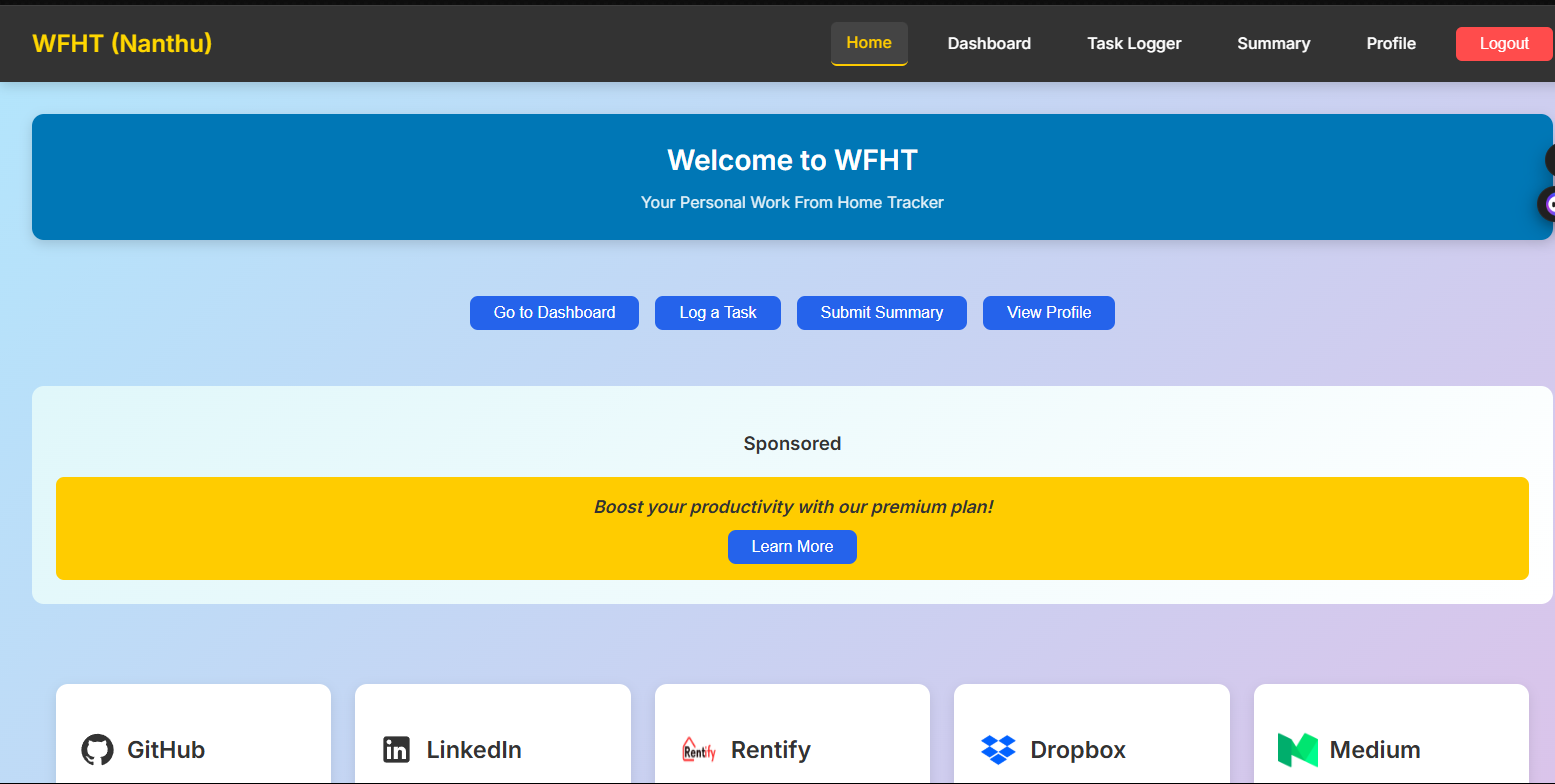 WFHT (Nanthu)
Home
Dashboard
Task Logger
Summary
Profile
Logout
Welcome to WFHT
Your Personal Work From Home Tracker
Go to Dashboard
Log a Task
Submit Summary
View Profile
Sponsored
Boost your productivity with our premium plan!
Learn More
GitHub
in LinkedIn
Rentify Rentify
Dropbox
Medium